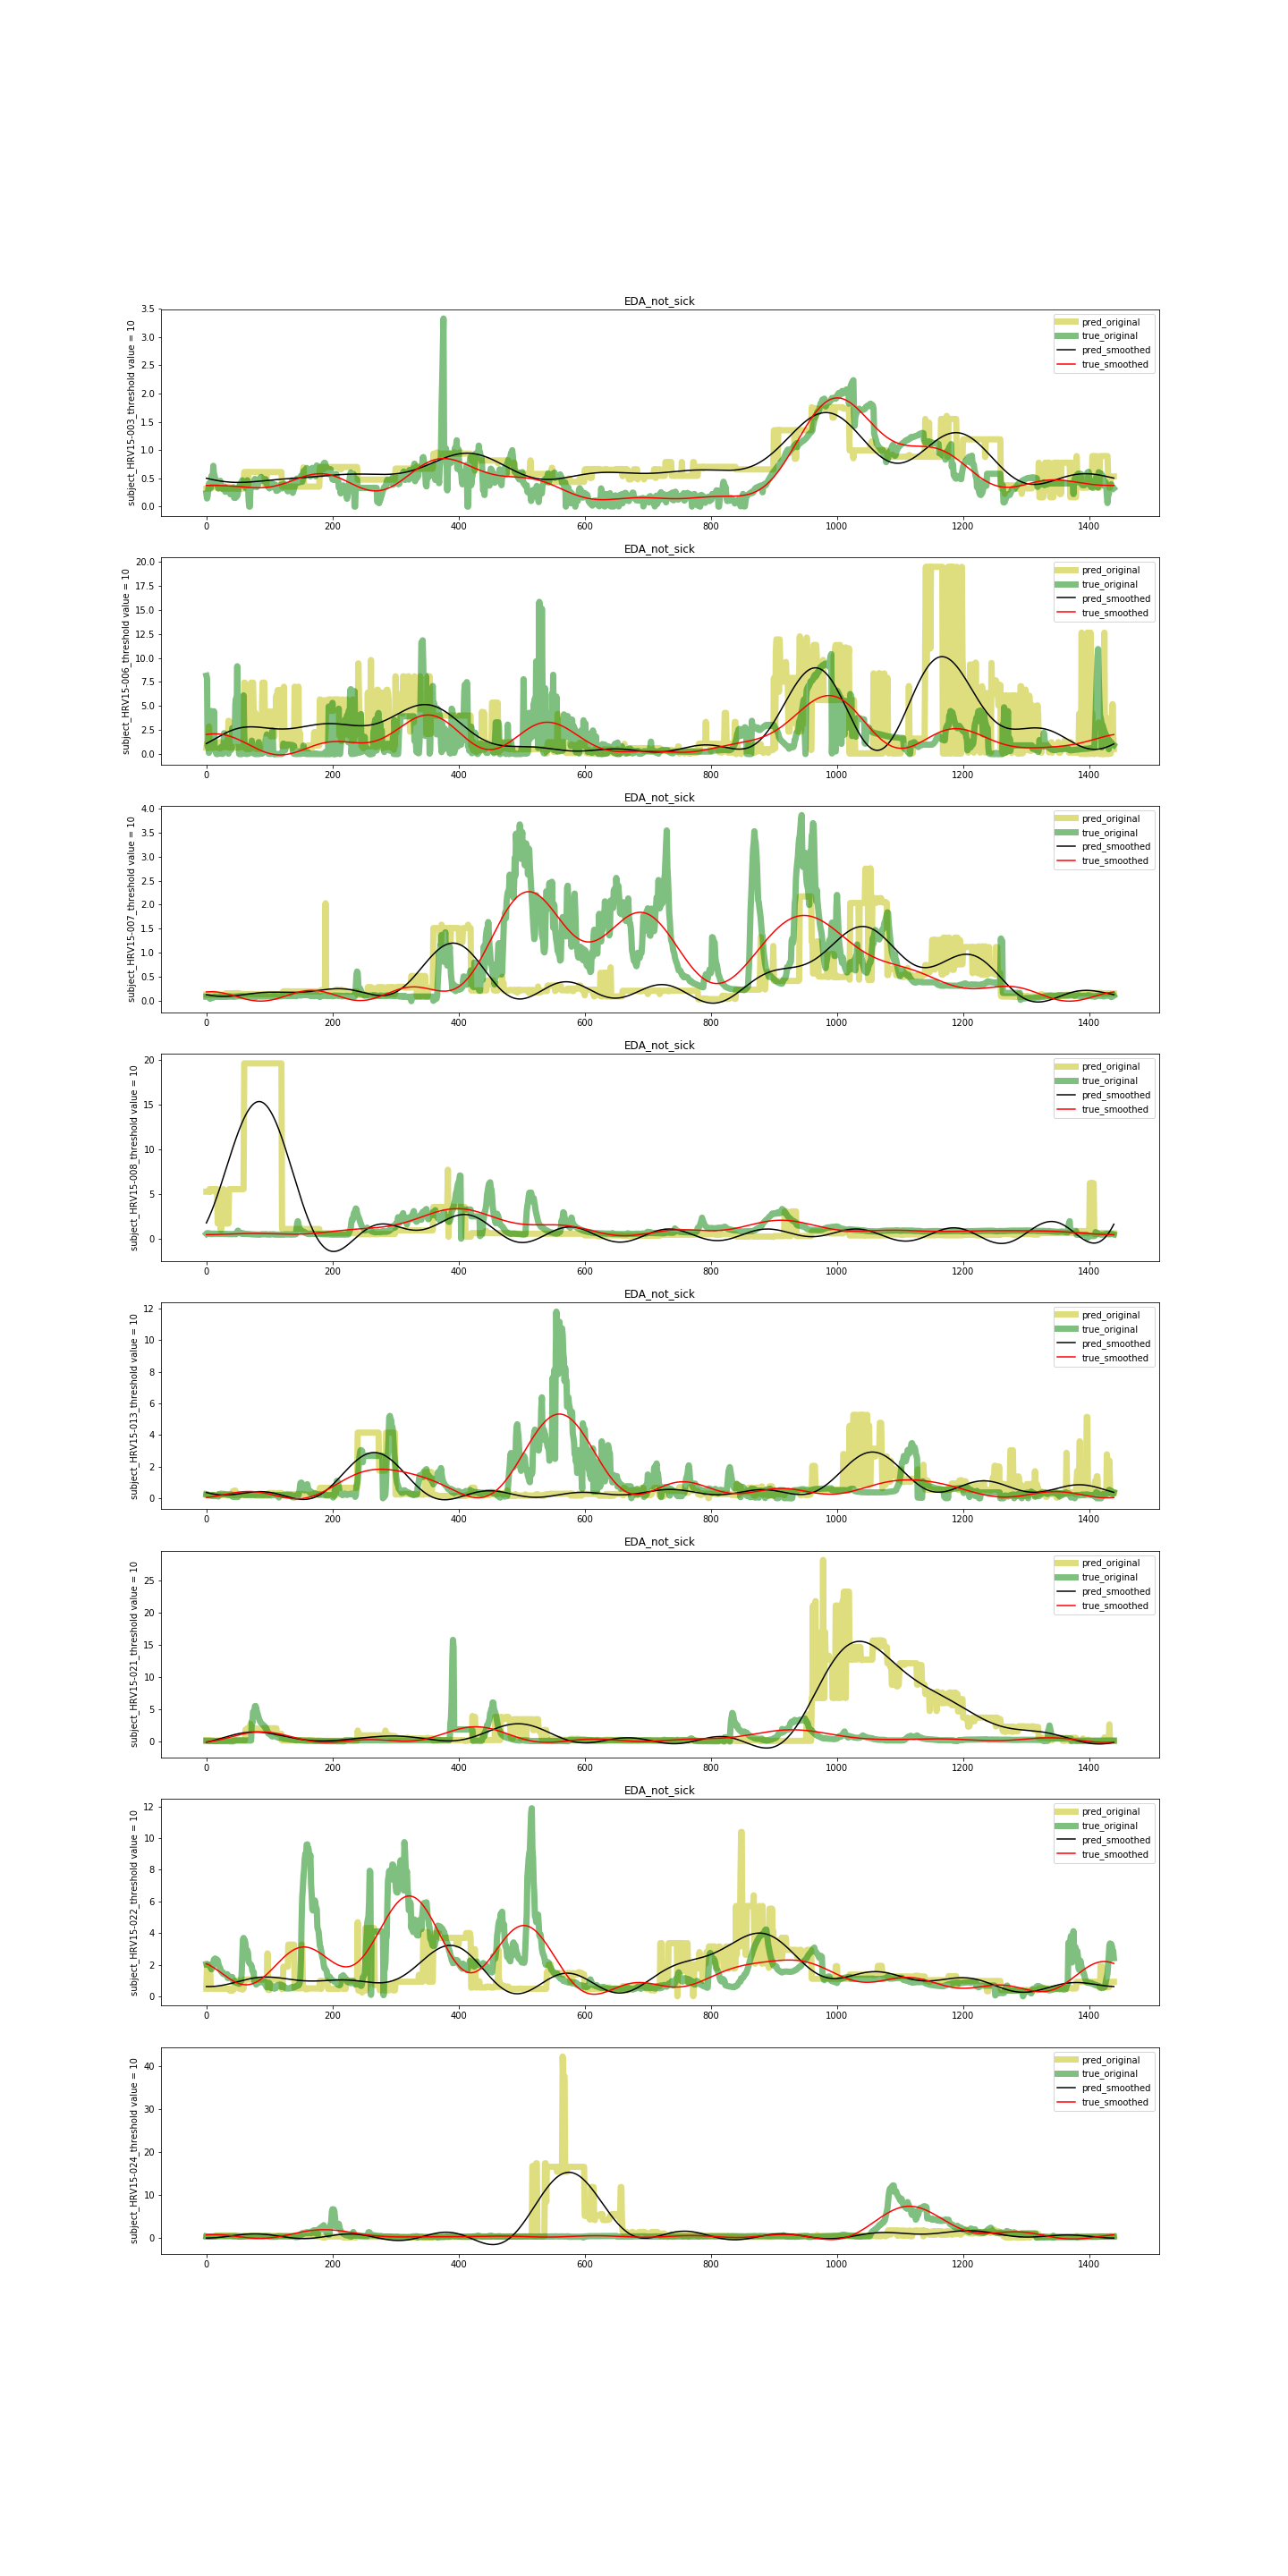 EDA_not_sick
subject_HRV15-003_threshold value = 10
3.5
3.0
2.5
2.0
1.5
1.0
0.5
0.0
0 200 400 600 800 1000 1200 1400
pred_original
true_original
pred_smoothed
true_smoothed
EDA_not_sick
subject_HRV15-006_threshold value = 10
20.0
17.5
15.0
12.5
10.0
7.5
5.0
2.5
0.0
0 200 400 600 800 1000 1200 1400
pred_original
true_original
pred_smoothed
true_smoothed
EDA_not_sick
subject_HRV15-007_threshold value = 10
4.0
3.5
3.0
2.5
2.0
1.5
1.0
0.5
0.0
0 200 400 600 800 1000 1200 1400
pred_original
true_original
pred_smoothed
true_smoothed
EDA_not_sick
subject_HRV15-008_threshold value = 10
20
15
10
5
0
0 200 400 600 800 1000 1200 1400
pred_original
true_original
pred_smoothed
true_smoothed
EDA_not_sick
subject_HRV15-013_threshold value = 10
12
10
8
6
4
2
0
0 200 400 600 800 1000 1200 1400
pred_original
true_original
pred_smoothed
true_smoothed
EDA_not_sick
subject_HRV15-021_threshold value = 10
25
20
15
10
5
0
0 200 400 600 800 1000 1200 1400
pred_original
true_original
pred_smoothed
true_smoothed
EDA_not_sick
subject_HRV15-022_threshold value = 10
12
10
8
6
4
2
0
0 200 400 600 800 1000 1200 1400
pred_original
true_original
pred_smoothed
true_smoothed
subject_HRV15-024_threshold value = 10
40
30
20
10
0
0 200 400 600 800 1000 1200 1400
pred_original
true_original
pred_smoothed
true_smoothed